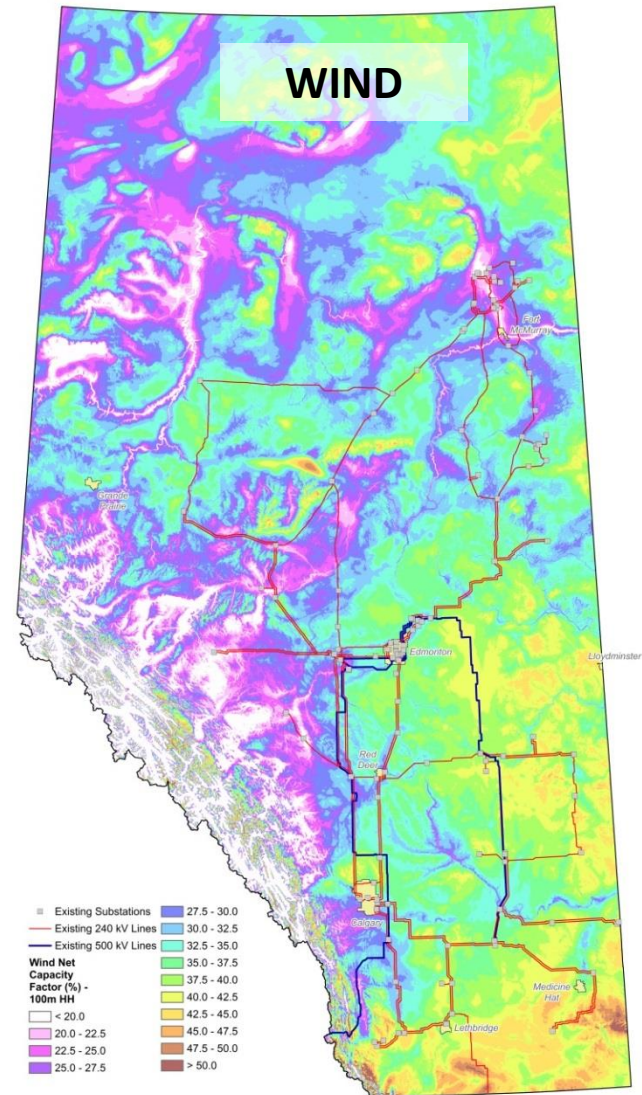 WIND
Fort
McMurray
Grande
Prairie
Edmonton
Lloydminster
Red
Deer
Calgary
Medicine
Hat
Lethbridge
Existing Substations
Existing 240 kV Lines
Existing 500 kV Lines
Wind Net
Capacity
Factor (%) -
100m HH
< 20.0
20.0 - 22.5
22.5 - 25.0
25.0 - 27.5
27.5 - 30.0
30.0 - 32.5
32.5 - 35.0
35.0 - 37.5
37.5 - 40.0
40.0 - 42.5
42.5 - 45.0
45.0 - 47.5
47.5 - 50.0
> 50.0